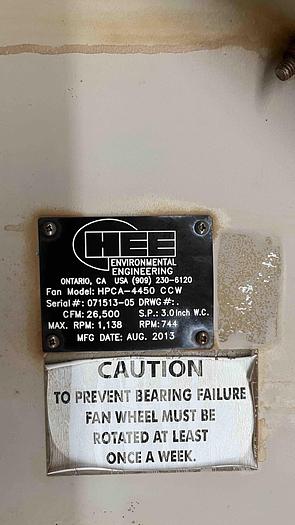 HEE
ENVIRONMENTAL
ENGINEERING
ONTARIO, CA USA (909) 230-6120
Fan Model: HPCA-4450 CCW
Serial #: 071513-05 DRWG #: .
CFM: 26,500 S.P.: 3.0 Inch W.C.
MAX. RPM: 1,138 RPM: 744
MFG DATE: AUG. 2013
CAUTION
TO PREVENT BEARING FAILURE
FAN WHEEL MUST BE
ROTATED AT LEAST
ONCE A WEEK.